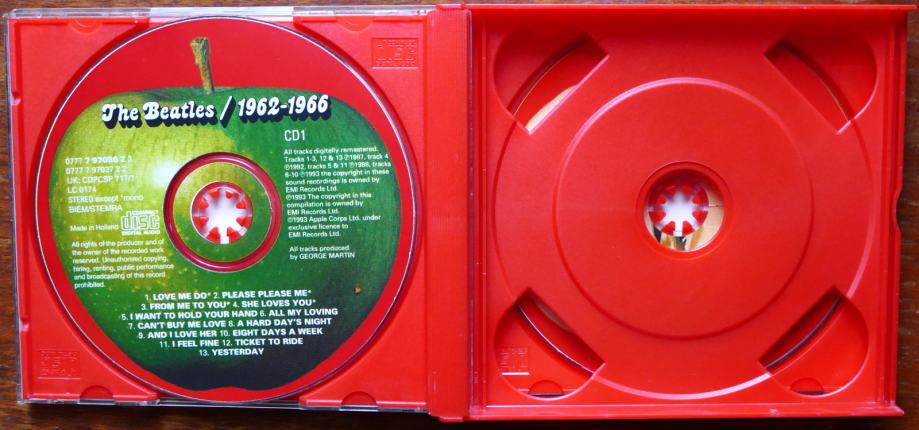 The Beatles / 1962-1966
CD1
0777 7 97036 2 3
0777 7 97037 2 2
UK: CDPCSP 717/1
LC 0174
STEREO except *mono
BIEM/STEMRA
Made in Holland
COMPACT
disc
DIGITAL AUDIO
All rights of the producer and of
the owner of the recorded work
reserved. Unauthorised copying,
hiring, renting, public performance
and broadcasting of this record
prohibited.
All tracks digitally remastered.
Tracks 1-3, 12 & 13 ℗1987, track 4
℗1992, tracks 5 & 11 ℗1988, tracks
6-10 ℗1993 the copyright in these
sound recordings is owned by
EMI Records Ltd.
℗1993 The copyright in this
compilation is owned by
EMI Records Ltd.
©1993 Apple Corps Ltd. under
exclusive licence to
EMI Records Ltd.
All tracks produced
by GEORGE MARTIN
1. LOVE ME DO* 2. PLEASE PLEASE ME*
3. FROM ME TO YOU* 4. SHE LOVES YOU*
5. I WANT TO HOLD YOUR HAND 6. ALL MY LOVING
7. CAN'T BUY ME LOVE 8. A HARD DAY'S NIGHT
9. AND I LOVE HER 10. EIGHT DAYS A WEEK
11. I FEEL FINE 12. TICKET TO RIDE
13. YESTERDAY